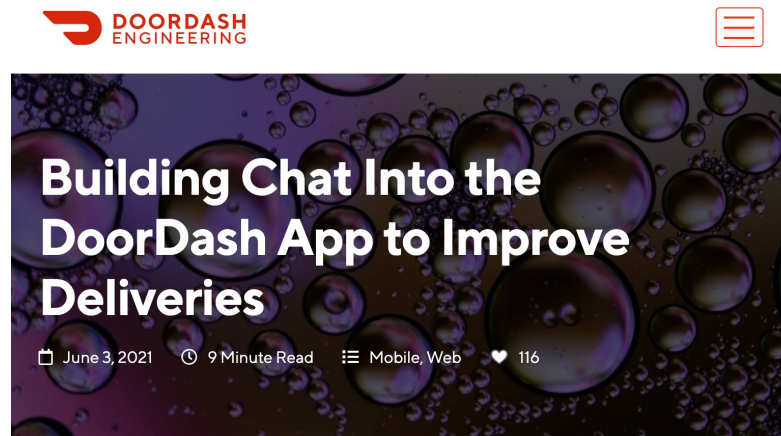 DOORDASH
ENGINEERING
Building Chat Into the
DoorDash App to Improve
Deliveries
June 3, 2021 9 Minute Read Mobile, Web 116